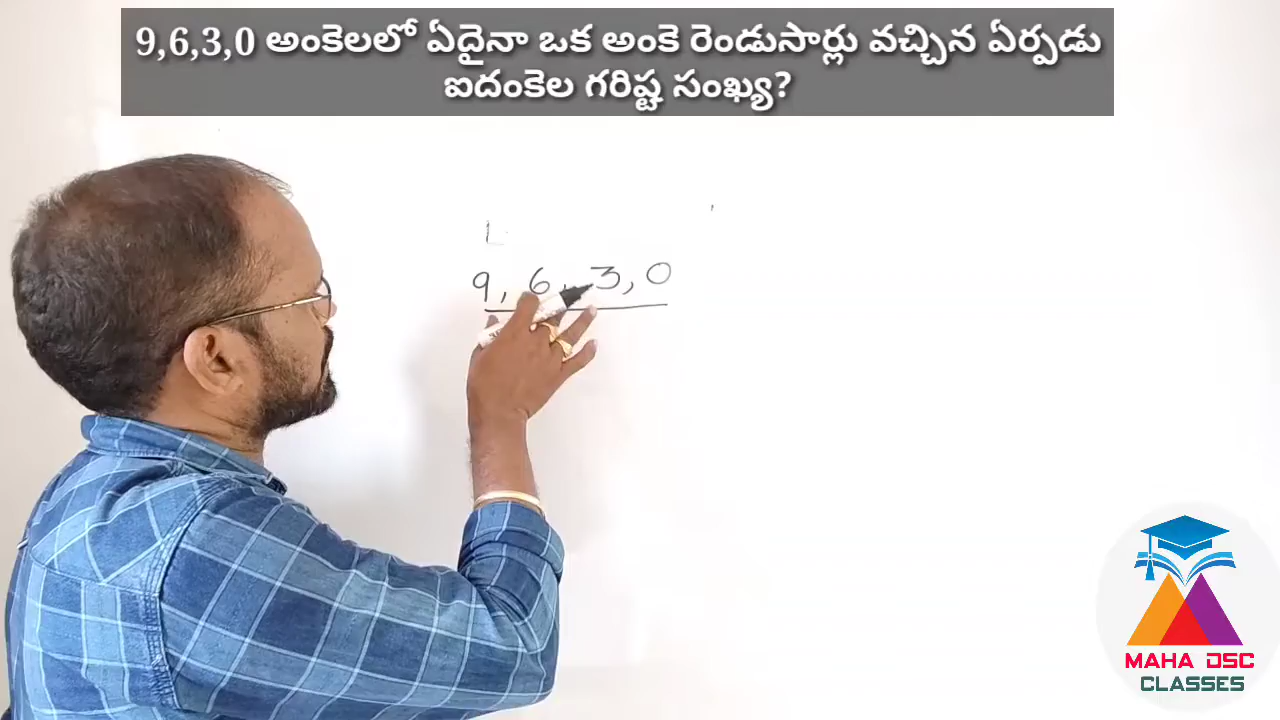 9,6,3,0 అంకెలలో ఏదైనా ఒక అంకె రెండుసార్లు వచ్చిన ఏర్పడు
ఐదంకెల గరిష్ట సంఖ్య?
9, 6, 3, 0
MAHA DSC
CLASSES